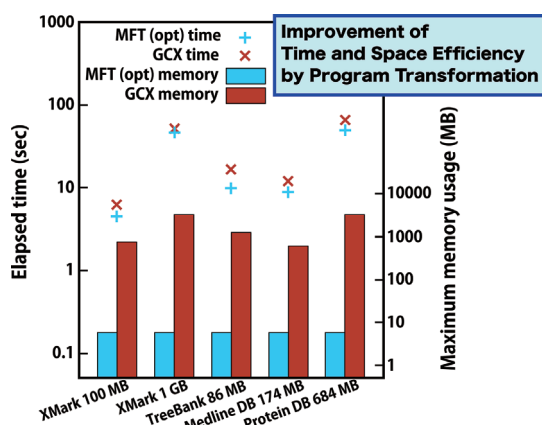 Improvement of
Time and Space Efficiency
by Program Transformation
MFT (opt) time
GCX time
MFT (opt) memory
GCX memory
Elapsed time (sec)
1000
100
10
1
0.1
Maximum memory usage (MB)
10000
1000
100
10
1
XMark 100 MB
XMark 1 GB
TreeBank 86 MB
Medline DB 174 MB
Protein DB 684 MB